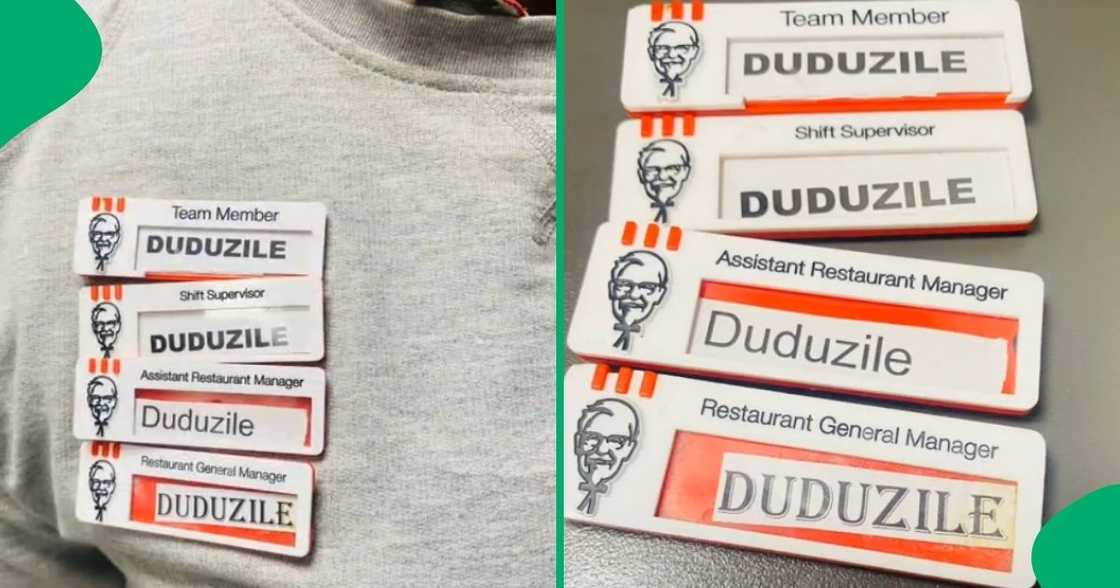 Team Member
DUDUZILE
Shift Supervisor
DUDUZILE
Assistant Restaurant Manager
Duduzile
Restaurant General Manager
DUDUZILE
Team Member
DUDUZILE
Shift Supervisor
DUDUZILE
Assistant Restaurant Manager
Duduzile
Restaurant General Manager
DUDUZILE